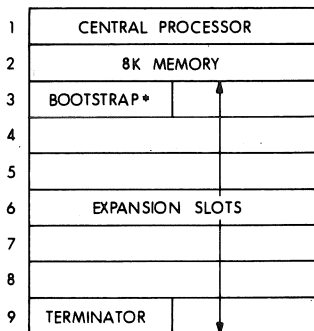 1 CENTRAL PROCESSOR
2 8K MEMORY
3 BOOTSTRAP*
4
5
6 EXPANSION SLOTS
7
8
9 TERMINATOR